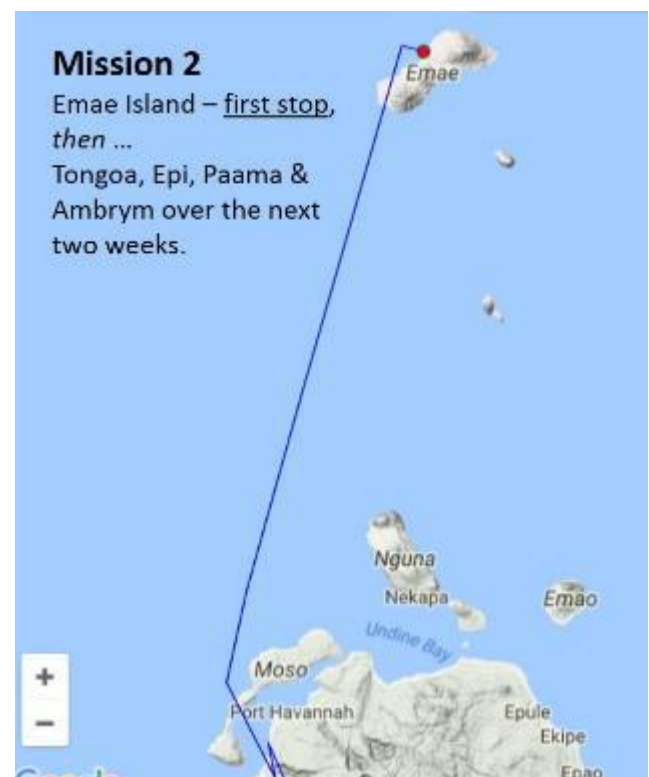 Mission 2
Emae Island – first stop,
then ...
Tongoa, Epi, Paama &
Ambrym over the next
two weeks.
Emae
Nguna
Nekapa
Emao
Undine Bay
Moso
Port Havannah
Epule
Ekipe
Epao
+
−